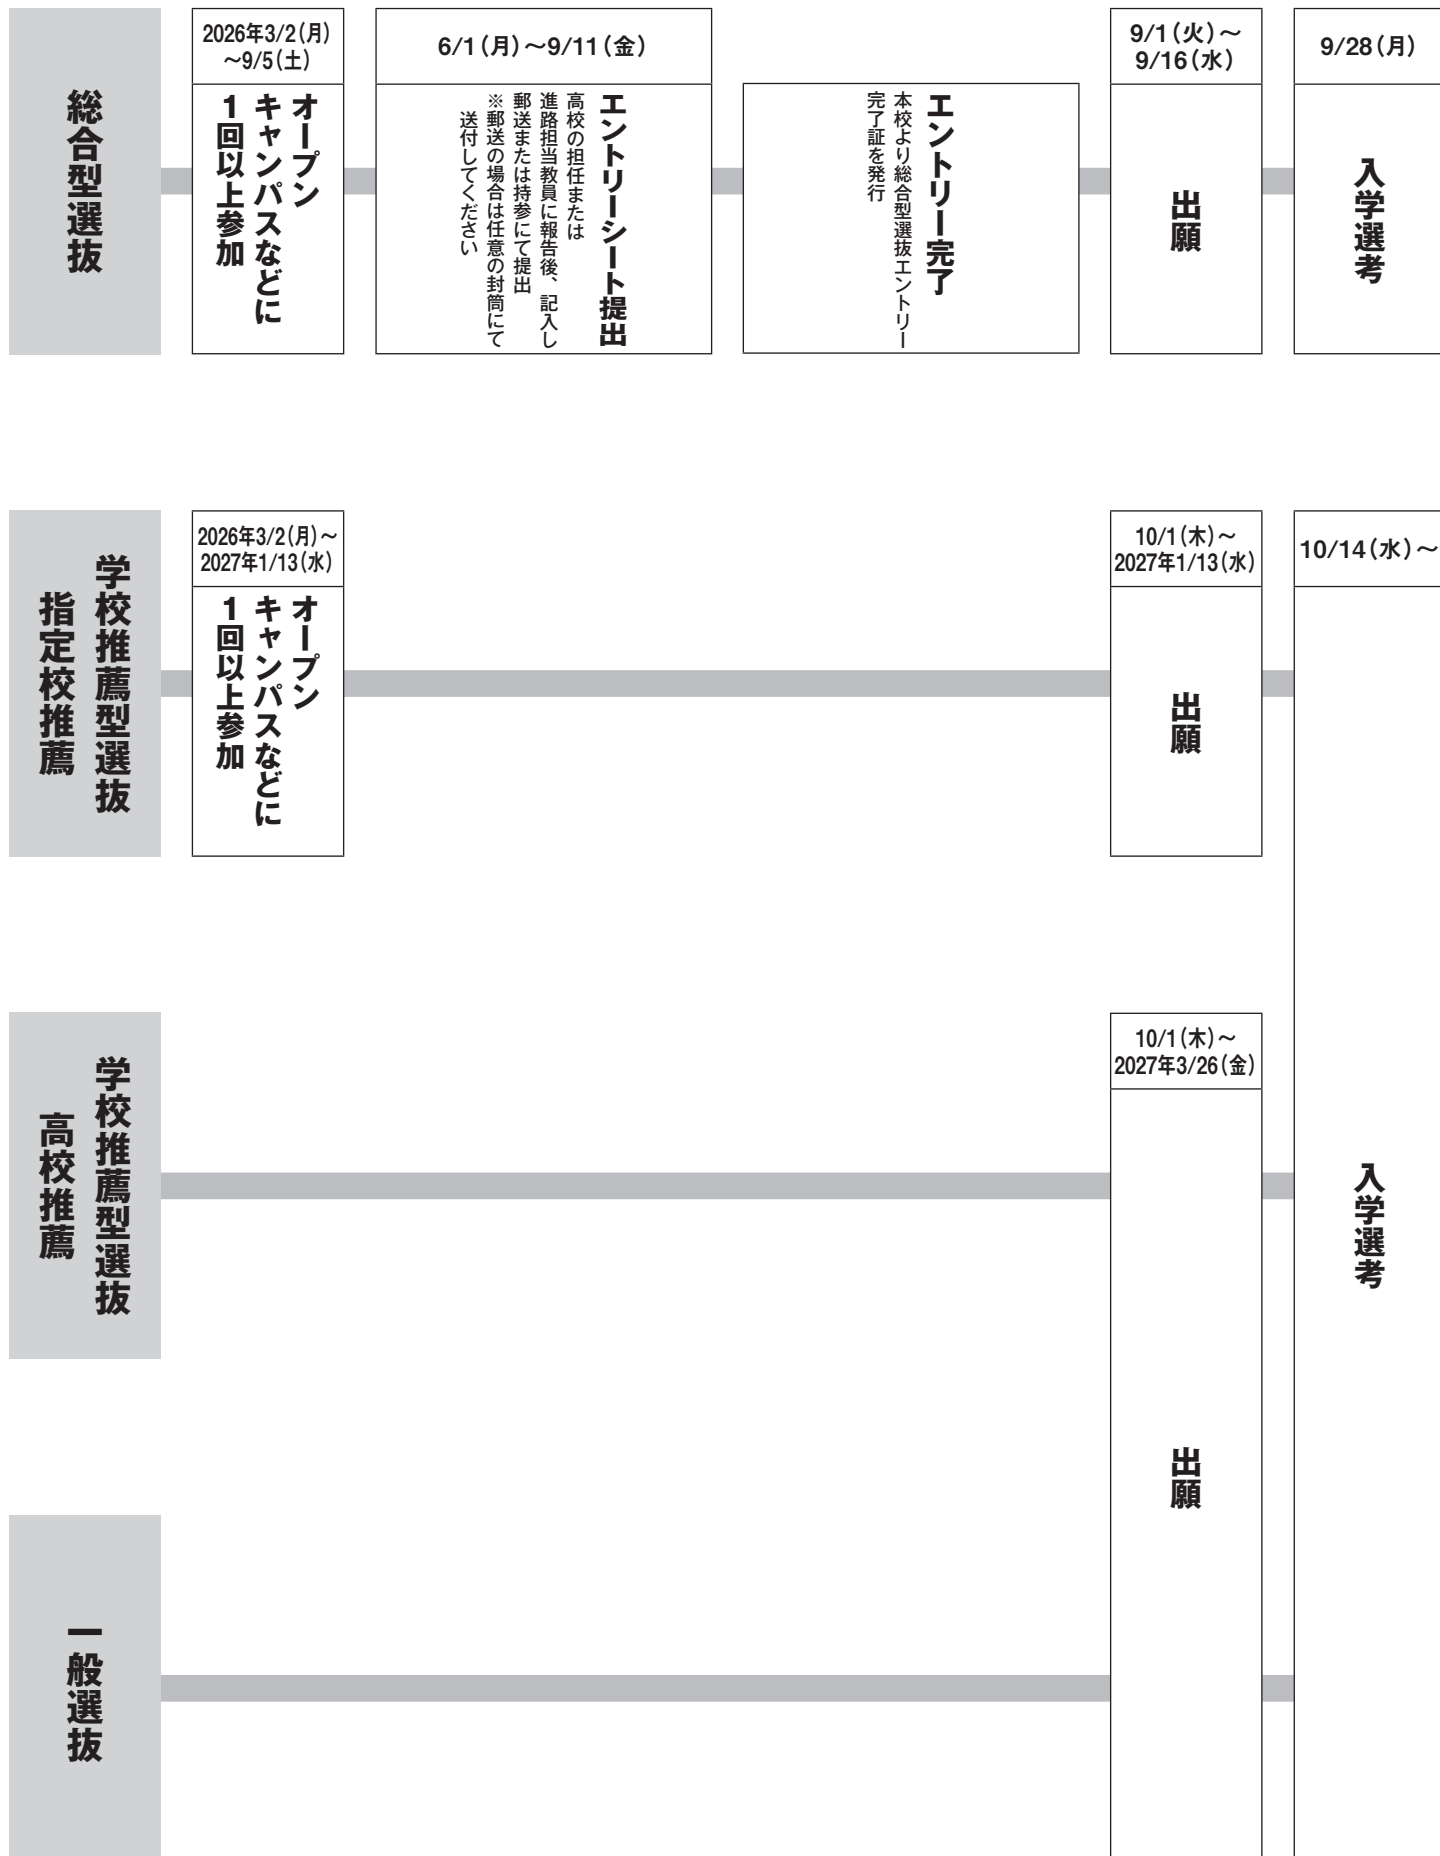 総合型選抜
2026年3/2(月)
～9/5(土)
オープン
キャンパスなどに
1回以上参加
6/1(月)～9/11(金)
エントリーシート提出
高校の担任または
進路担当教員に報告後、記入し
郵送または持参にて提出
※郵送の場合は任意の封筒にて
送付してください
エントリー完了
本校より総合型選抜エントリー
完了証を発行
9/1(火)～
9/16(水)
出願
9/28(月)
入学選考
学校推薦型選抜
指定校推薦
2026年3/2(月)～
2027年1/13(水)
オープン
キャンパスなどに
1回以上参加
10/1(木)～
2027年1/13(水)
出願
10/14(水)～
入学選考
学校推薦型選抜
高校推薦
10/1(木)～
2027年3/26(金)
出願
一般選抜